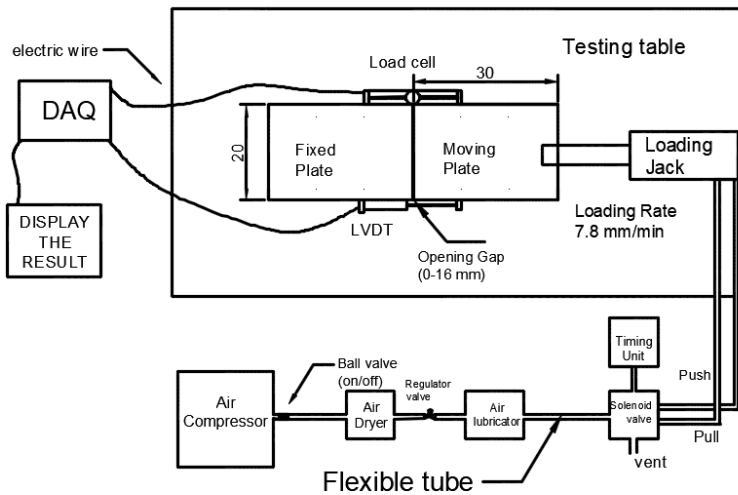 electric wire
Load cell
Testing table
30
DAQ
20
Fixed
Plate
Moving
Plate
Loading
Jack
DISPLAY
THE
RESULT
LVDT
Loading Rate
7.8 mm/min
Opening Gap
(0-16 mm)
Timing
Unit
Ball valve
(on/off)
Regulator
valve
Push
Air
Compressor
Air
Dryer
Air
lubricator
Solenoid
valve
Pull
vent
Flexible tube